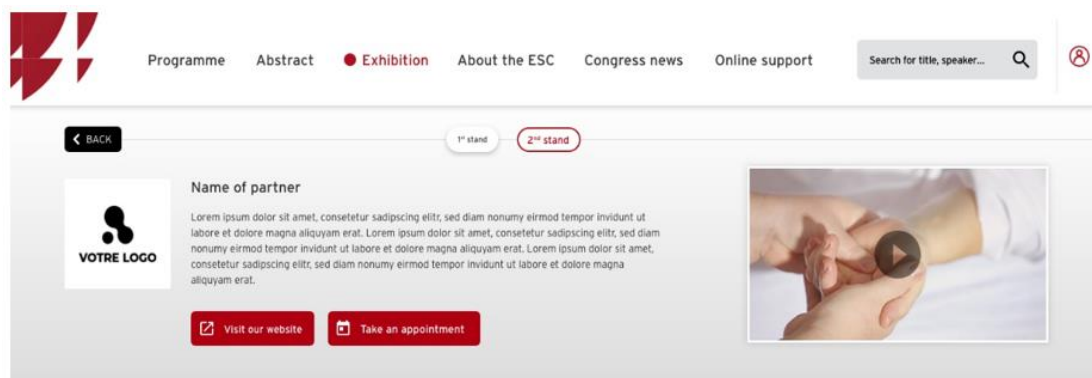 Programme
Abstract
Exhibition
About the ESC
Congress news
Online support
Search for title, speaker...
BACK
1st stand
2nd stand
Name of partner
Lorem ipsum dolor sit amet, consetetur sadipscing elitr, sed diam nonumy eirmod tempor invidunt ut
labore et dolore magna aliquyam erat. Lorem ipsum dolor sit amet, consetetur sadipscing elitr, sed diam
nonumy eirmod tempor invidunt ut labore et dolore magna aliquyam erat. Lorem ipsum dolor sit amet,
consetetur sadipscing elitr, sed diam nonumy eirmod tempor invidunt ut labore et dolore magna
aliquyam erat.
VOTRE LOGO
Visit our website
Take an appointment